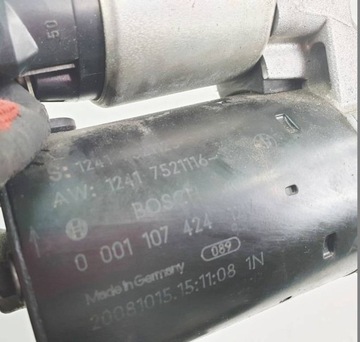 50
S: 1241
AW: 1241 7521116-
BOSCH
0 001 107 424
089
Made in Germany
20081015.15:11:08 1N